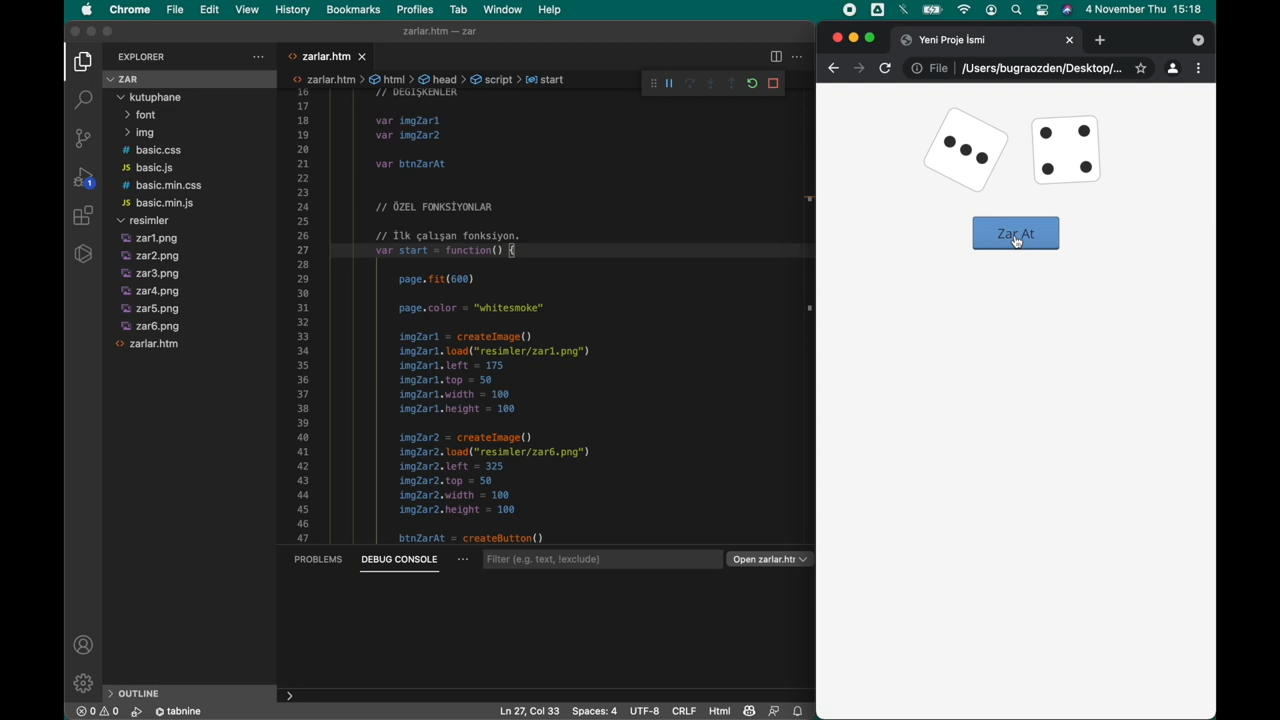 Chrome File Edit View History Bookmarks Profiles Tab Window Help 4 November Thu 15:18
zarlar.htm — zar
EXPLORER
ZAR
kutuphane
font
img
# basic.css
JS basic.js
# basic.min.css
JS basic.min.js
resimler
zar1.png
zar2.png
zar3.png
zar4.png
zar5.png
zar6.png
<> zarlar.htm
OUTLINE
1
<> zarlar.htm
<> zarlar.htm > html > head > script > start
16 // DEĞİŞKENLER
17
18 var imgZar1
19 var imgZar2
20
21 var btnZarAt
22
23
24 // ÖZEL FONKSİYONLAR
25
26 // İlk çalışan fonksiyon.
27 var start = function() {
28
29 page.fit(600)
30
31 page.color = "whitesmoke"
32
33 imgZar1 = createImage()
34 imgZar1.load("resimler/zar1.png")
35 imgZar1.left = 175
36 imgZar1.top = 50
37 imgZar1.width = 100
38 imgZar1.height = 100
39
40 imgZar2 = createImage()
41 imgZar2.load("resimler/zar6.png")
42 imgZar2.left = 325
43 imgZar2.top = 50
44 imgZar2.width = 100
45 imgZar2.height = 100
46
47 btnZarAt = createButton()
PROBLEMS DEBUG CONSOLE ··· Filter (e.g. text, !exclude) Open zarlar.htr
>
0 0 tabnine Ln 27, Col 33 Spaces: 4 UTF-8 CRLF Html
Yeni Proje İsmi
File /Users/bugraozden/Desktop/...
Zar At